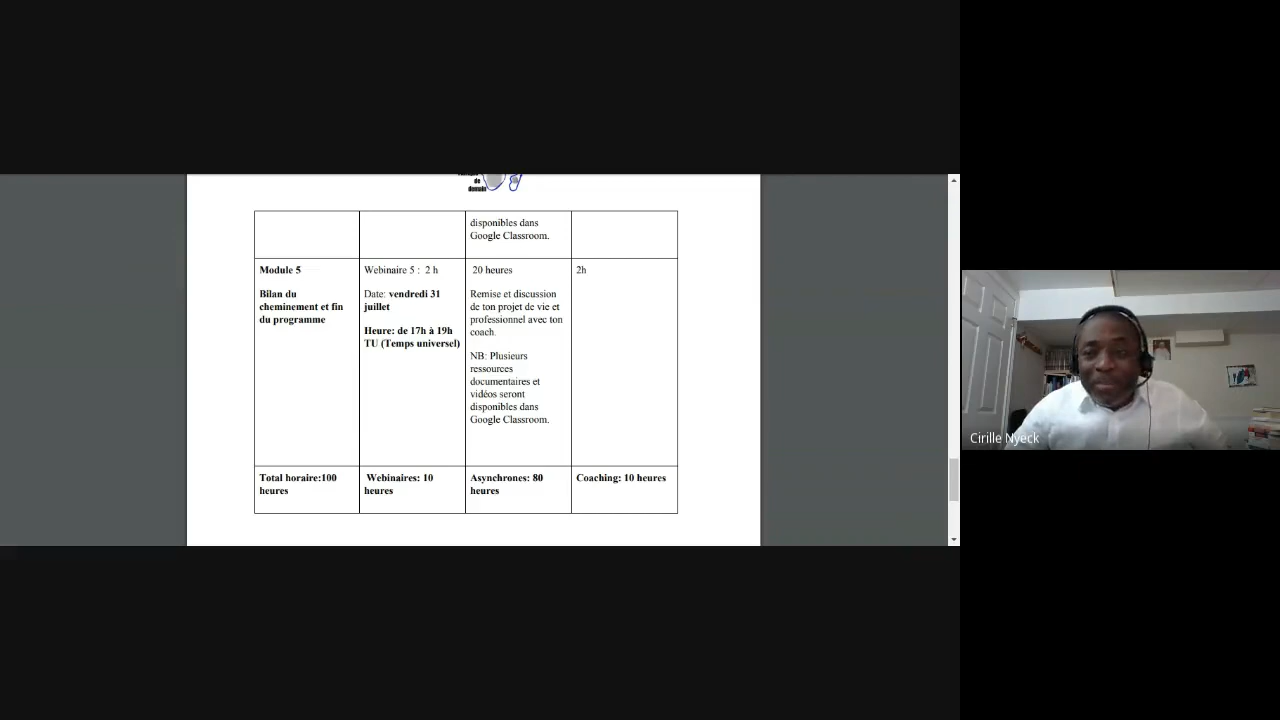 de
demain
disponibles dans
Google Classroom.
Module 5
Bilan du
cheminement et fin
du programme
Webinaire 5 : 2 h
Date: vendredi 31
juillet
Heure: de 17h à 19h
TU (Temps universel)
20 heures
Remise et discussion
de ton projet de vie et
professionnel avec ton
coach.
NB: Plusieurs
ressources
documentaires et
vidéos seront
disponibles dans
Google Classroom.
2h
Total horaire:100
heures
Webinaires: 10
heures
Asynchrones: 80
heures
Coaching: 10 heures
Cirille Nyeck